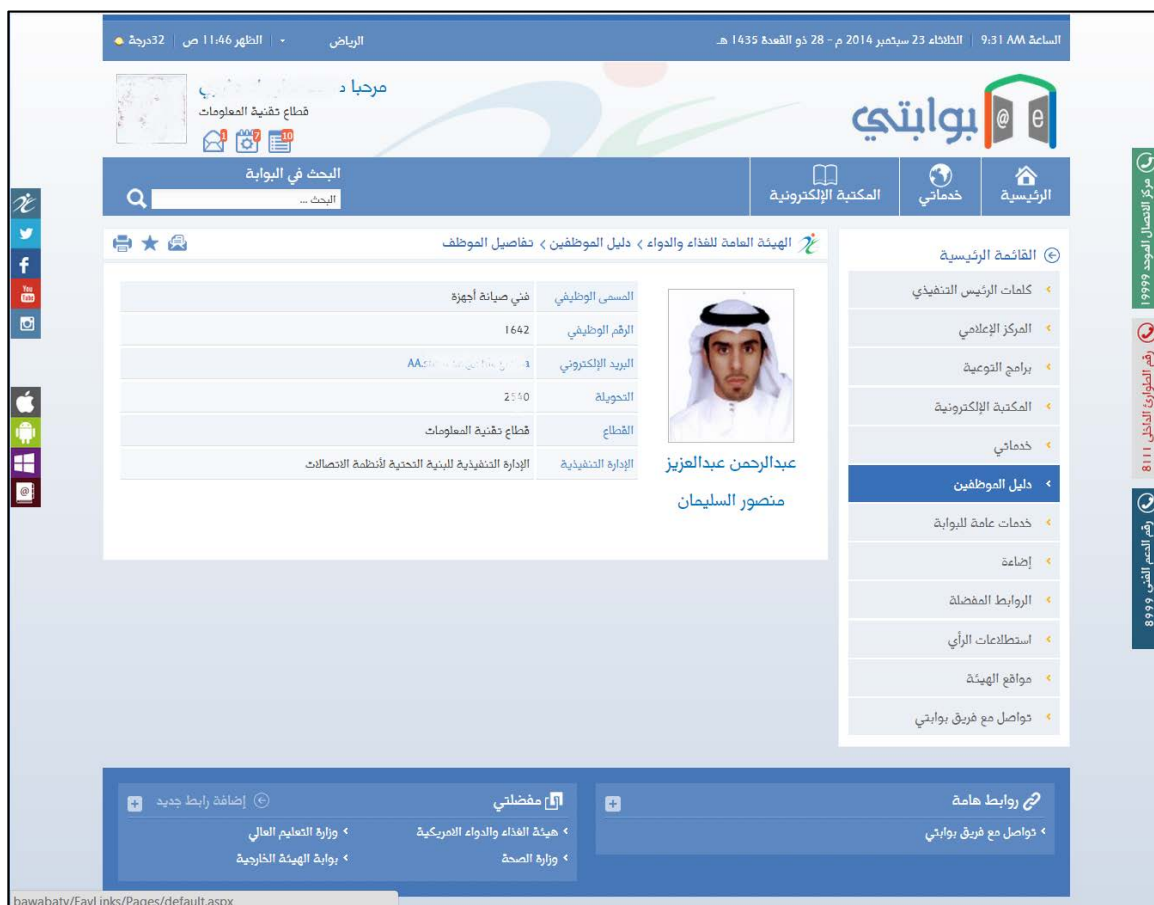 الساعة 9:31 AM | الثلاثاء 23 سبتمبر 2014 م - 28 ذو القعدة 1435 هـ
الرياض - | الظهر 11:46 ص | 32درجة
@ e بوابتي
مرحبا د
قطاع تقنية المعلومات
1 7 10
الرئيسية
خدماتي
المكتبة الإلكترونية
البحث في البوابة
البحث ...
القائمة الرئيسية
كلمات الرئيس التنفيذي
المركز الإعلامي
برامج التوعية
المكتبة الإلكترونية
خدماتي
دليل الموظفين
خدمات عامة للبوابة
إضاءة
الروابط المفضلة
استطلاعات الرأي
مواقع الهيئة
تواصل مع فريق بوابتي
الهيئة العامة للغذاء والدواء > دليل الموظفين > تفاصيل الموظف
عبدالرحمن عبدالعزيز
منصور السليمان
المسمى الوظيفي فني صيانة أجهزة
الرقم الوظيفي 1642
البريد الإلكتروني
التحويلة
القطاع قطاع تقنية المعلومات
الإدارة التنفيذية الإدارة التنفيذية للبنية التحتية لأنظمة الاتصالات
مركز الاتصال الموحد 19999
رقم الطوارئ الداخلي 8111
رقم الدعم الفني 8999
You Tube
روابط هامة
تواصل مع فريق بوابتي
مفضلتي
إضافة رابط جديد
هيئة الغذاء والدواء الامريكية
وزارة التعليم العالي
وزارة الصحة
بوابة الهيئة الخارجية
bawabaty/FavLinks/Pages/default.aspx